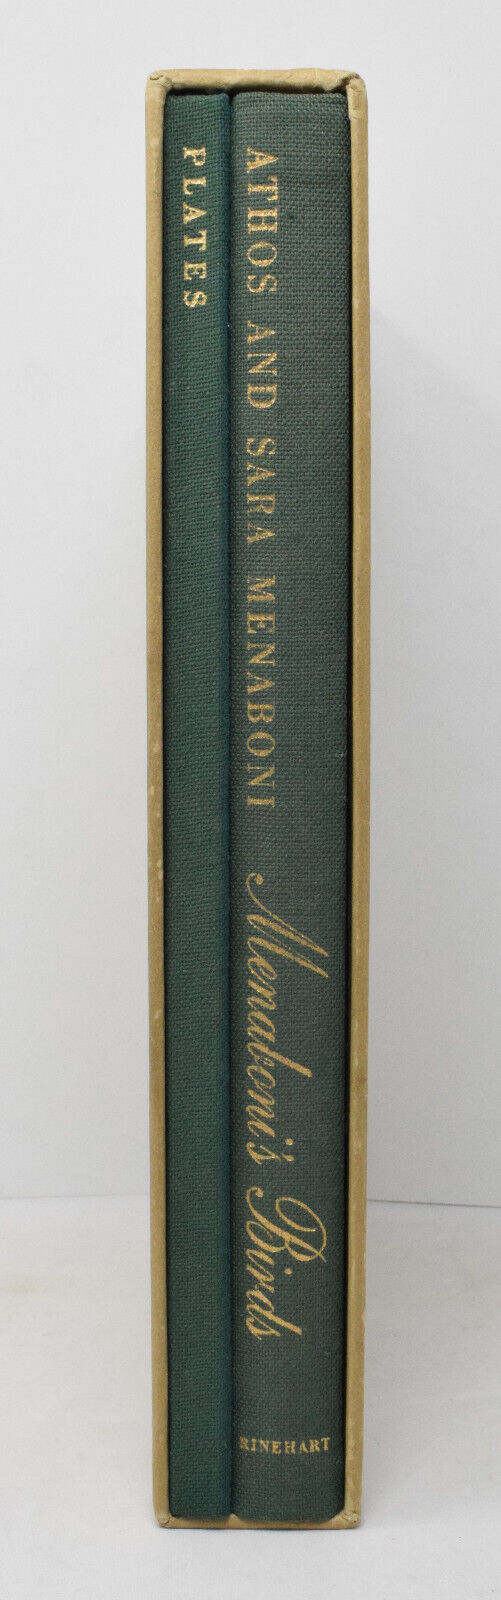 PLATES
ATHOS AND SARA MENABONI Menaboni's Birds
RINEHART